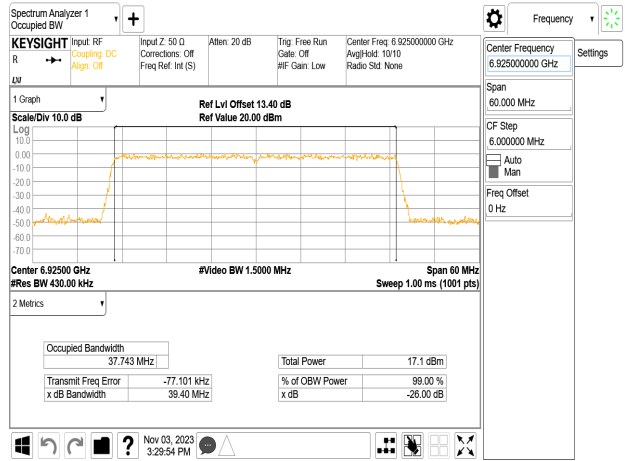 Spectrum Analyzer 1
Occupied BW
Frequency
KEYSIGHT
R
Input: RF
Coupling: DC
Align: Off
Input Z: 50 Ω
Corrections: Off
Freq Ref: Int (S)
Atten: 20 dB
Trig: Free Run
Gate: Off
#IF Gain: Low
Center Freq: 6.925000000 GHz
Avg|Hold: 10/10
Radio Std: None
Center Frequency
6.925000000 GHz
Settings
Span
60.000 MHz
CF Step
6.000000 MHz
Auto
Man
Freq Offset
0 Hz
1 Graph
Scale/Div 10.0 dB
Ref Lvl Offset 13.40 dB
Ref Value 20.00 dBm
Log
10.0
0.00
-10.0
-20.0
-30.0
-40.0
-50.0
-60.0
-70.0
Center 6.92500 GHz
#Video BW 1.5000 MHz
Span 60 MHz
#Res BW 430.00 kHz
Sweep 1.00 ms (1001 pts)
2 Metrics
Occupied Bandwidth
37.743 MHz
Total Power 17.1 dBm
Transmit Freq Error -77.101 kHz
% of OBW Power 99.00 %
x dB Bandwidth 39.40 MHz
x dB -26.00 dB
?
Nov 03, 2023
3:29:54 PM